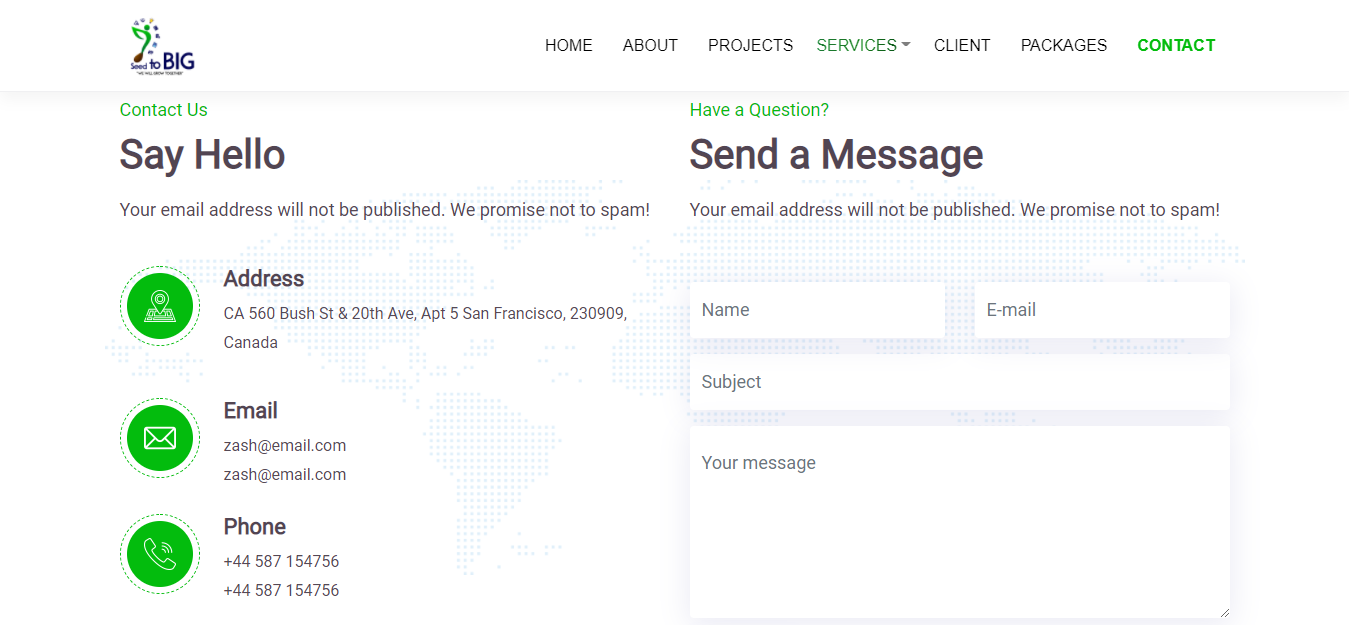 Seed to BIG
"WE WILL GROW TOGETHER"
HOME ABOUT PROJECTS SERVICES CLIENT PACKAGES CONTACT
Contact Us
Say Hello
Your email address will not be published. We promise not to spam!
Address
CA 560 Bush St & 20th Ave, Apt 5 San Francisco, 230909,
Canada
Email
zash@email.com
zash@email.com
Phone
+44 587 154756
+44 587 154756
Have a Question?
Send a Message
Your email address will not be published. We promise not to spam!
Name
E-mail
Subject
Your message